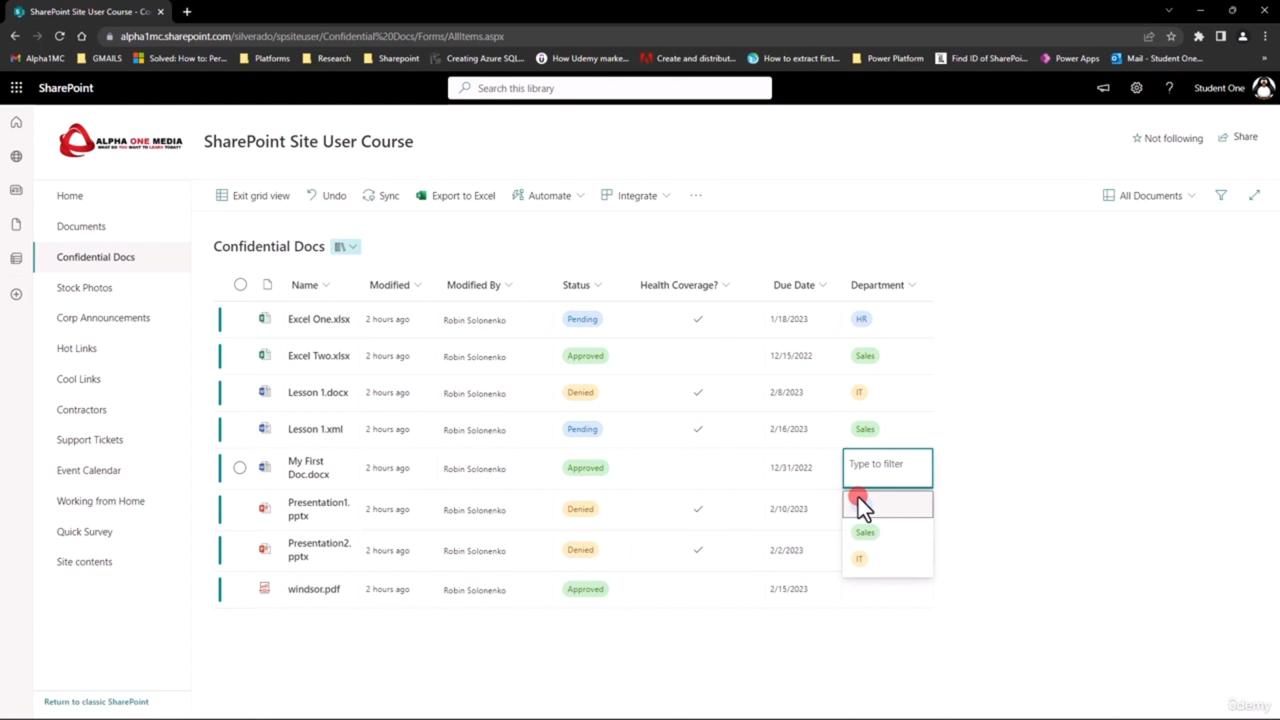 SharePoint Site User Course - Co
alpha1mc.sharepoint.com/silverado/spsiteuser/Confidential%20Docs/Forms/AllItems.aspx
Alpha1MC GMAILS Solved: How to: Per... Platforms Research Sharepoint Creating Azure SQL... How Udemy marke... Create and distribut... How to extract first... Power Platform Find ID of SharePoi... Power Apps Mail - Student One... »
SharePoint Search this library ? Student One
ALPHA ONE MEDIA
WHAT DO YOU WANT TO LEARN TODAY?
SharePoint Site User Course
Not following Share
Exit grid view Undo Sync Export to Excel Automate Integrate ... All Documents
Home
Documents
Confidential Docs
Stock Photos
Corp Announcements
Hot Links
Cool Links
Contractors
Support Tickets
Event Calendar
Working from Home
Quick Survey
Site contents
Return to classic SharePoint
Confidential Docs
Name Modified Modified By Status Health Coverage? Due Date Department
Excel One.xlsx 2 hours ago Robin Solonenko Pending 1/18/2023 HR
Excel Two.xlsx 2 hours ago Robin Solonenko Approved 12/15/2022 Sales
Lesson 1.docx 2 hours ago Robin Solonenko Denied 2/8/2023 IT
Lesson 1.xml 2 hours ago Robin Solonenko Pending 2/16/2023 Sales
My First
Doc.docx 2 hours ago Robin Solonenko Approved 12/31/2022 Type to filter
Presentation1.
pptx 2 hours ago Robin Solonenko Denied 2/10/2023
Sales
Presentation2.
pptx 2 hours ago Robin Solonenko Denied 2/2/2023
IT
windsor.pdf 2 hours ago Robin Solonenko Approved 2/15/2023
ûdemy